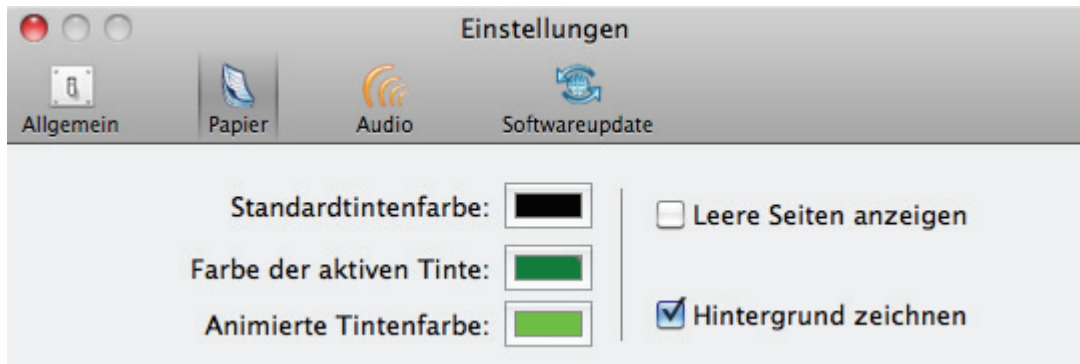 Einstellungen
Allgemein
Papier
Audio
Softwareupdate
Standardtintenfarbe:
Farbe der aktiven Tinte:
Animierte Tintenfarbe:
Leere Seiten anzeigen
Hintergrund zeichnen